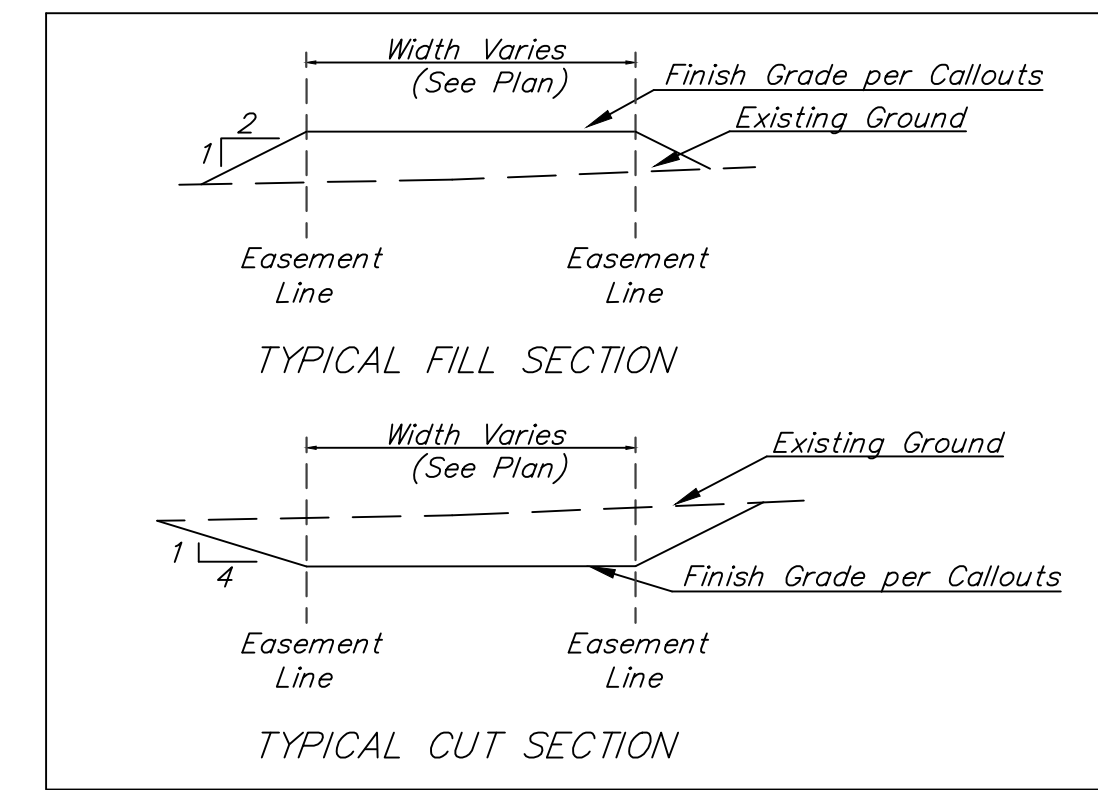 Width Varies
(See Plan)
Finish Grade per Callouts
Existing Ground
2
1
Easement
Line
Easement
Line
TYPICAL FILL SECTION
Width Varies
(See Plan)
Existing Ground
1
4
Finish Grade per Callouts
Easement
Line
Easement
Line
TYPICAL CUT SECTION